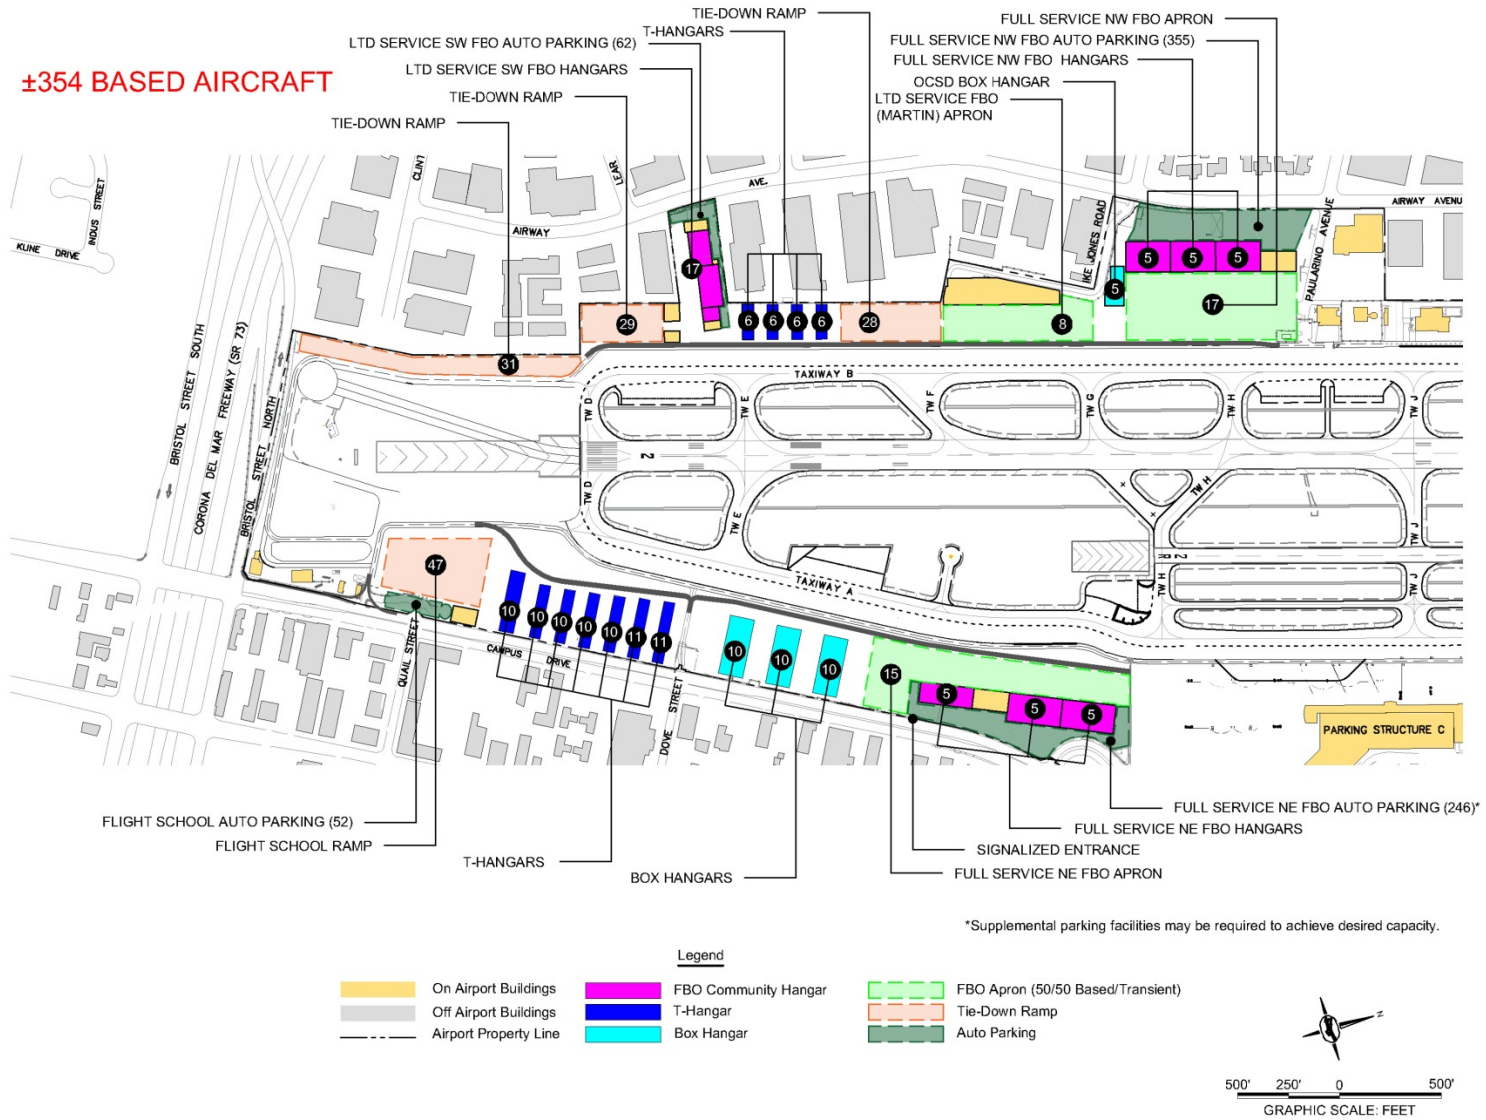 TIE-DOWN RAMP
FULL SERVICE NW FBO APRON
T-HANGARS
LTD SERVICE SW FBO AUTO PARKING (62)
FULL SERVICE NW FBO AUTO PARKING (355)
FULL SERVICE NW FBO HANGARS
±354 BASED AIRCRAFT
LTD SERVICE SW FBO HANGARS
OCSD BOX HANGAR
TIE-DOWN RAMP
LTD SERVICE FBO
(MARTIN) APRON
TIE-DOWN RAMP
INDUS STREET
KLINE DRIVE
CLINT
LEAR
AIRWAY
AVE.
IKE JONES ROAD
PAULARINO AVENUE
AIRWAY AVENU
5
5
5
17
5
17
29
6
6
6
6
28
8
31
BRISTOL STREET SOUTH
CORONA DEL MAR FREEWAY (SR 73)
BRISTOL STREET NORTH
TAXIWAY B
TW D
TW E
TW F
TW G
TW H
TW J
2
TW D
TW E
TW H
TW J
2
R
TW H
TW J
TAXIWAY A
47
10
10
10
10
10
11
11
QUAIL STREET
CAMPUS DRIVE
DOVE STREET
10
10
10
15
5
5
5
PARKING STRUCTURE C
FLIGHT SCHOOL AUTO PARKING (52)
FLIGHT SCHOOL RAMP
T-HANGARS
BOX HANGARS
FULL SERVICE NE FBO AUTO PARKING (246)*
FULL SERVICE NE FBO HANGARS
SIGNALIZED ENTRANCE
FULL SERVICE NE FBO APRON
*Supplemental parking facilities may be required to achieve desired capacity.
Legend
On Airport Buildings
FBO Community Hangar
FBO Apron (50/50 Based/Transient)
Off Airport Buildings
T-Hangar
Tie-Down Ramp
Airport Property Line
Box Hangar
Auto Parking
Z
500' 250' 0 500'
GRAPHIC SCALE: FEET